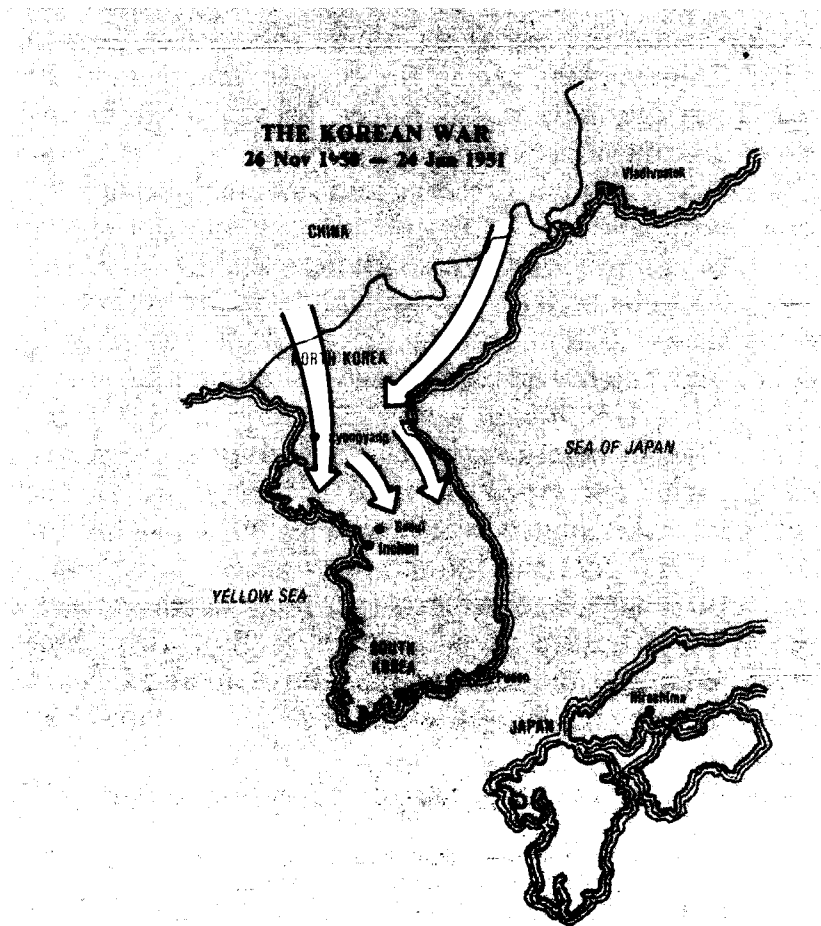 THE KOREAN WAR
26 Nov 1950 — 24 Jan 1951
Vladivostok
CHINA
NORTH KOREA
Pyongyang
SEA OF JAPAN
Seoul
Inchon
YELLOW SEA
SOUTH
KOREA
Pusan
Hiroshima
JAPAN